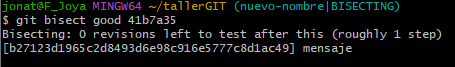 jonat@F_Joya MINGW64 ~/tallerGIT (nuevo-nombre|BISECTING)
$ git bisect good 41b7a35
Bisecting: 0 revisions left to test after this (roughly 1 step)
[b27123d1965c2d8493d6e98c916e5777c8d1ac49] mensaje